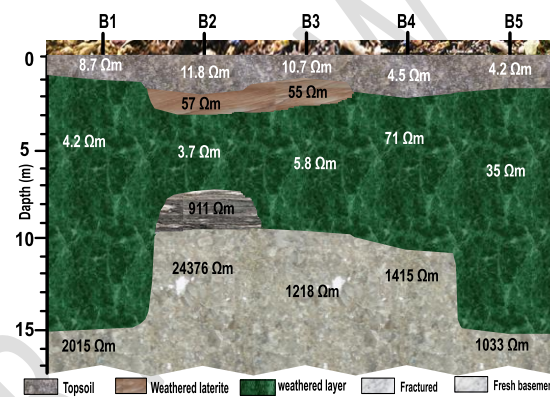 B1 B2 B3 B4 B5
0
8.7 Ωm 11.8 Ωm 10.7 Ωm 4.5 Ωm 4.2 Ωm
57 Ωm 55 Ωm
4.2 Ωm 3.7 Ωm 5.8 Ωm 71 Ωm 35 Ωm
5
Dapth (m)
911 Ωm
10
24376 Ωm 1218 Ωm 1415 Ωm
15
2015 Ωm 1033 Ωm
Topsoil Weathered laterite weathered layer Fractured Fresh basemen